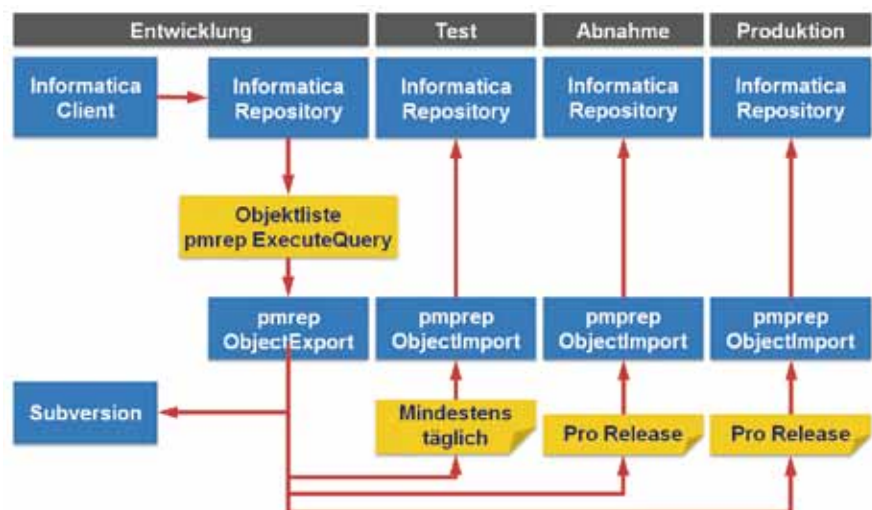 Entwicklung
Test
Abnahme
Produktion
Informatica
Client
Informatica
Repository
Informatica
Repository
Informatica
Repository
Informatica
Repository
Objektliste
pmrep ExecuteQuery
pmrep
ObjectExport
pmprep
ObjectImport
pmprep
ObjectImport
pmprep
ObjectImport
Subversion
Mindestens
täglich
Pro Release
Pro Release